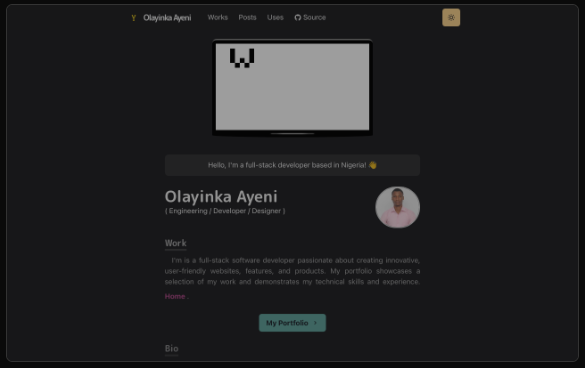 Y Olayinka Ayeni Works Posts Uses Source
W
Hello, I'm a full-stack developer based in Nigeria! 👋
Olayinka Ayeni
( Engineering / Developer / Designer )
Work
I'm is a full-stack software developer passionate about creating innovative,
user-friendly websites, features, and products. My portfolio showcases a
selection of my work and demonstrates my technical skills and experience.
Home .
My Portfolio ›
Bio